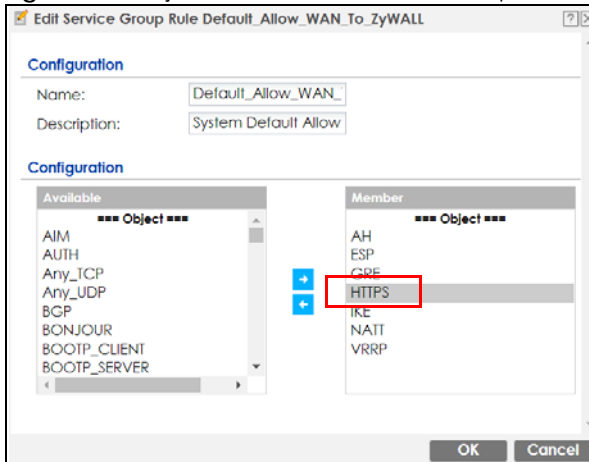 Edit Service Group Rule Default_Allow_WAN_To_ZyWALL
?
Configuration
Name:
Default_Allow_WAN_
Description:
System Default Allow
Configuration
Available
=== Object ===
AIM
AUTH
Any_TCP
Any_UDP
BGP
BONJOUR
BOOTP_CLIENT
BOOTP_SERVER
Member
=== Object ===
AH
ESP
GRE
HTTPS
IKE
NATT
VRRP
OK
Cancel